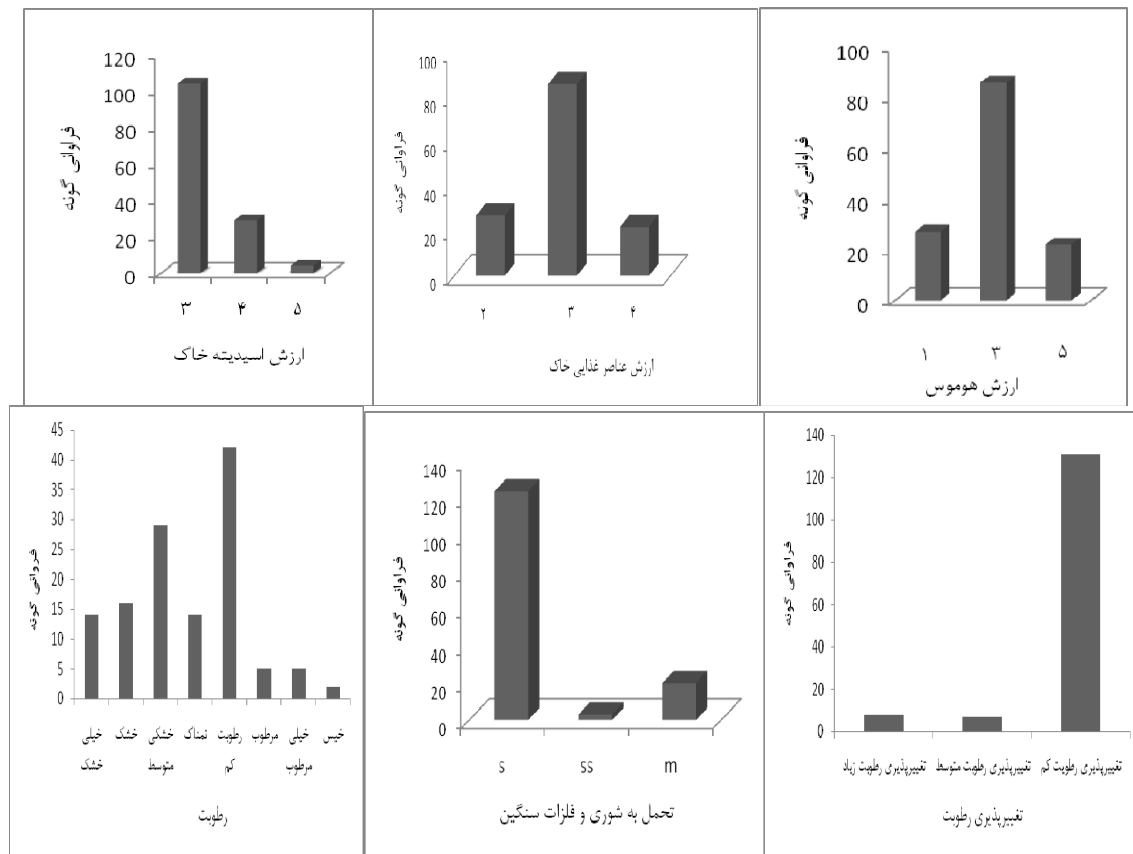 فراوانی گونه
120
100
80
60
40
20
0
۳ ۴ ۵
ارزش اسیدیته خاک
فراوانی گونه
100
80
60
40
20
0
۲ ۳ ۴
ارزش عناصر غذایی خاک
فراوانی گونه
100
80
60
40
20
0
۱ ۳ ۵
ارزش هوموس
فروانی گونه
45
40
35
30
25
20
15
10
5
0
خیلی خشک
خشک
خشکی متوسط
نمناک
رطوبت کم
مرطوب
خیلی مرطوب
خیس
رطوبت
فراوانی گونه
140
120
100
80
60
40
20
0
s ss m
تحمل به شوری و فلزات سنگین
فراوانی گونه
140
120
100
80
60
40
20
0
تغییرپذیری رطوبت زیاد
تغییرپذیری رطوبت متوسط
تغییرپذیری رطوبت کم
تغییرپذیری رطوبت